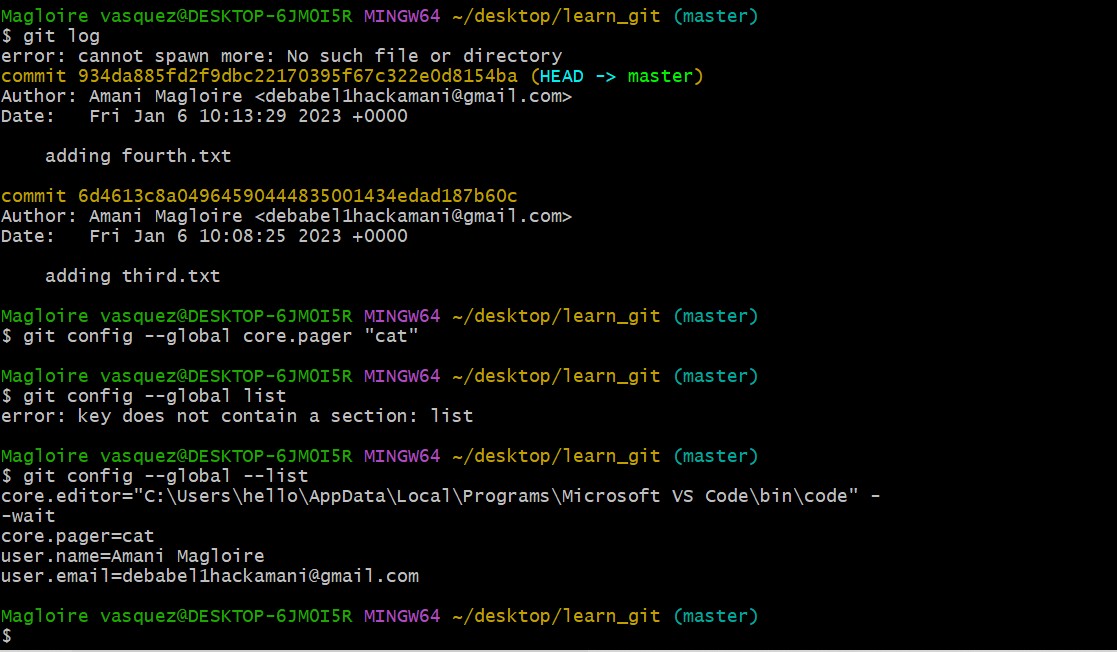 Magloire vasquez@DESKTOP-6JMOI5R MINGW64 ~/desktop/learn_git (master)
$ git log
error: cannot spawn more: No such file or directory
commit 934da885fd2f9dbc22170395f67c322e0d8154ba (HEAD -> master)
Author: Amani Magloire <debabel1hackamani@gmail.com>
Date:   Fri Jan 6 10:13:29 2023 +0000

    adding fourth.txt

commit 6d4613c8a04964590444835001434edad187b60c
Author: Amani Magloire <debabel1hackamani@gmail.com>
Date:   Fri Jan 6 10:08:25 2023 +0000

    adding third.txt

Magloire vasquez@DESKTOP-6JMOI5R MINGW64 ~/desktop/learn_git (master)
$ git config --global core.pager "cat"

Magloire vasquez@DESKTOP-6JMOI5R MINGW64 ~/desktop/learn_git (master)
$ git config --global list
error: key does not contain a section: list

Magloire vasquez@DESKTOP-6JMOI5R MINGW64 ~/desktop/learn_git (master)
$ git config --global --list
core.editor="C:\Users\hello\AppData\Local\Programs\Microsoft VS Code\bin\code" -
-wait
core.pager=cat
user.name=Amani Magloire
user.email=debabel1hackamani@gmail.com

Magloire vasquez@DESKTOP-6JMOI5R MINGW64 ~/desktop/learn_git (master)
$